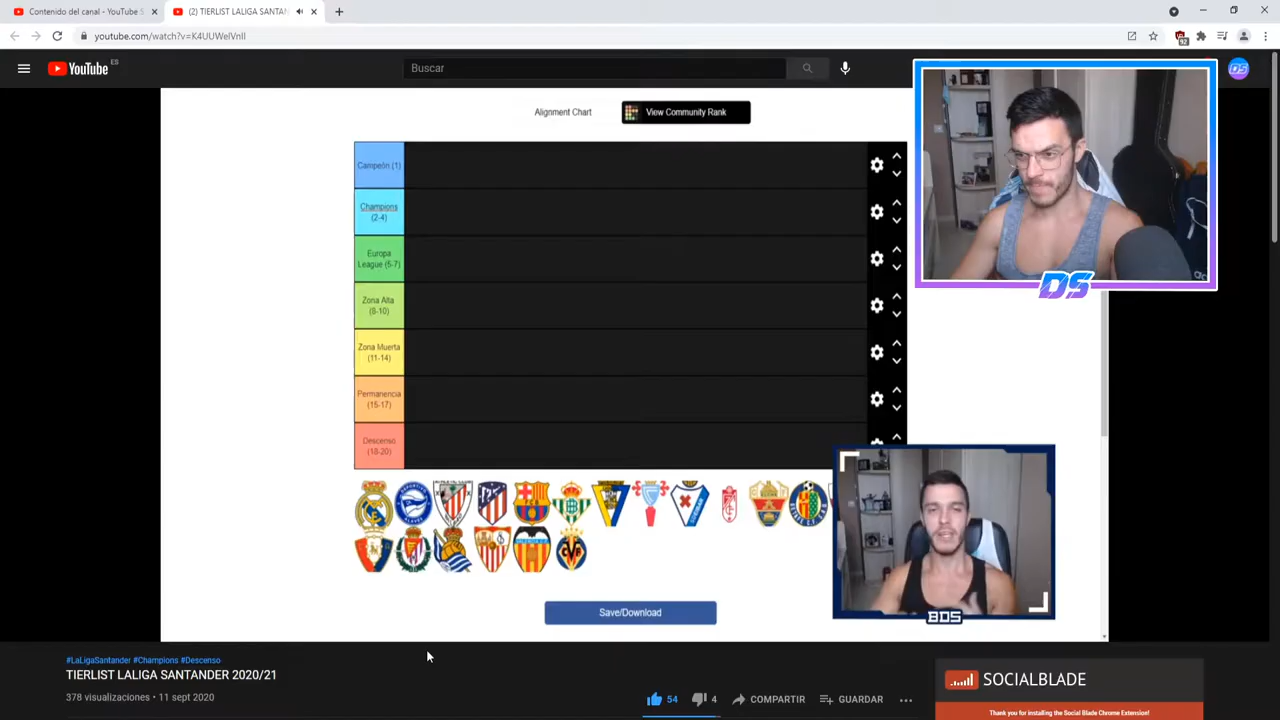 Contenido del canal - YouTube S
(2) TIERLIST LALIGA SANTANDER
youtube.com/watch?v=K4UUWelVnlI
92
YouTube ES
Buscar
DS
Alignment Chart
View Community Rank
Campeón (1)
Champions
(2-4)
Europa
League (5-7)
Zona Alta
(8-10)
Zona Muerta
(11-14)
Permanencia
(15-17)
Descenso
(18-20)
DS
BDS
Save/Download
#LaLigaSantander #Champions #Descenso
TIERLIST LALIGA SANTANDER 2020/21
378 visualizaciones • 11 sept 2020
54
4
COMPARTIR
GUARDAR
SOCIALBLADE
Thank you for installing the Social Blade Chrome Extension!